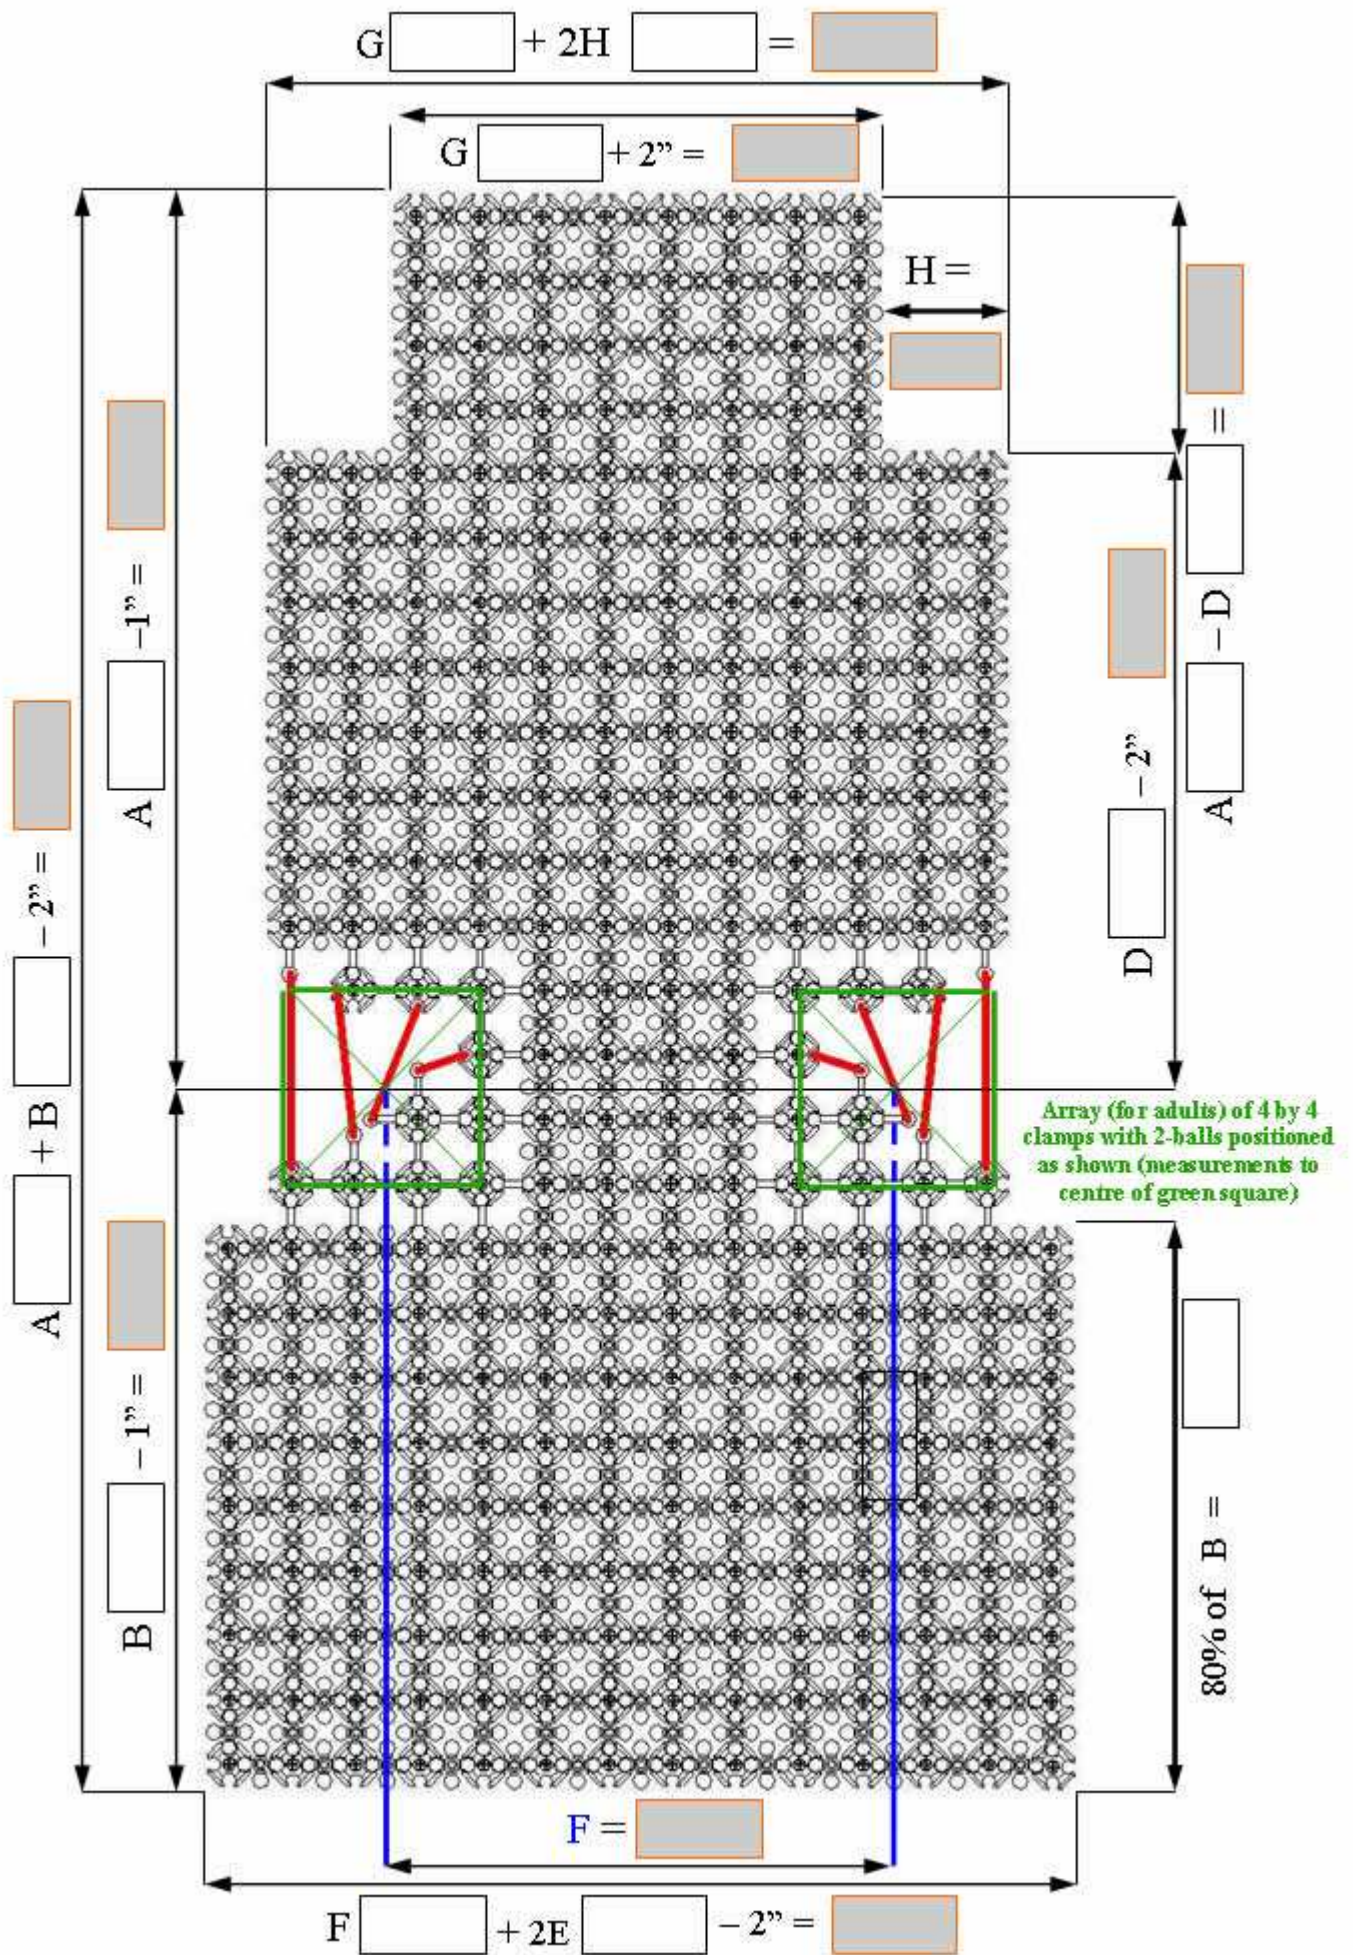 G + 2H =
G + 2” =
H =
A –1” =
A + B – 2” =
A – D =
D – 2”
Array (for adults) of 4 by 4
clamps with 2-balls positioned
as shown (measurements to
centre of green square)
B – 1” =
80% of B =
F =
F + 2E – 2” =